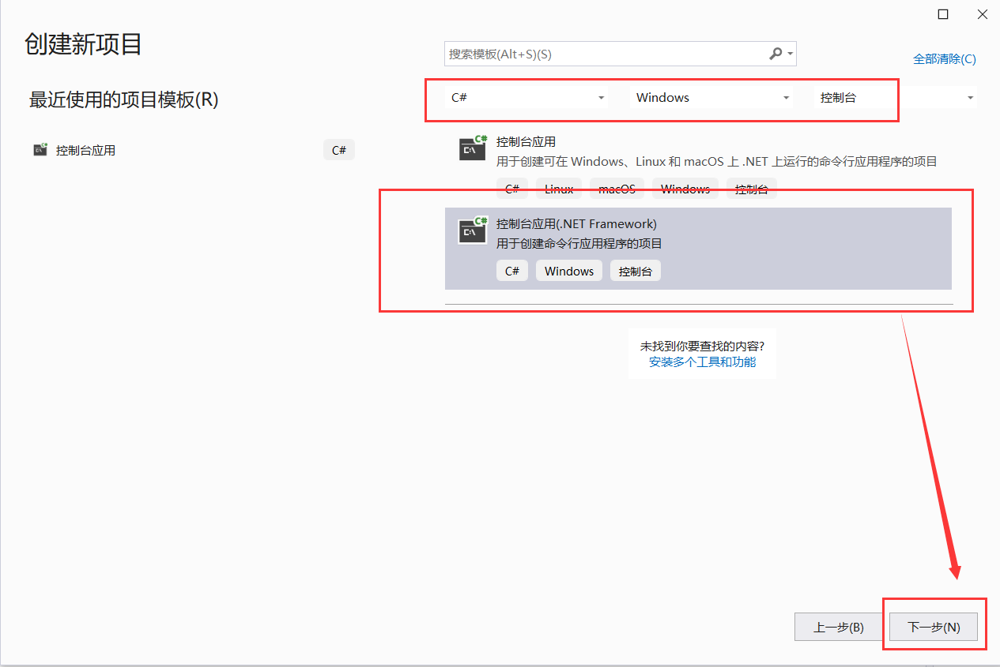 创建新项目
搜索模板(Alt+S)(S)
全部清除(C)
最近使用的项目模板(R)
C#
Windows
控制台
控制台应用
C#
控制台应用
用于创建可在 Windows、Linux 和 macOS 上 .NET 上运行的命令行应用程序的项目
C# Linux macOS Windows 控制台
控制台应用(.NET Framework)
用于创建命令行应用程序的项目
C# Windows 控制台
未找到你要查找的内容?
安装多个工具和功能
上一步(B)
下一步(N)
C#
C:\
C#
C:\